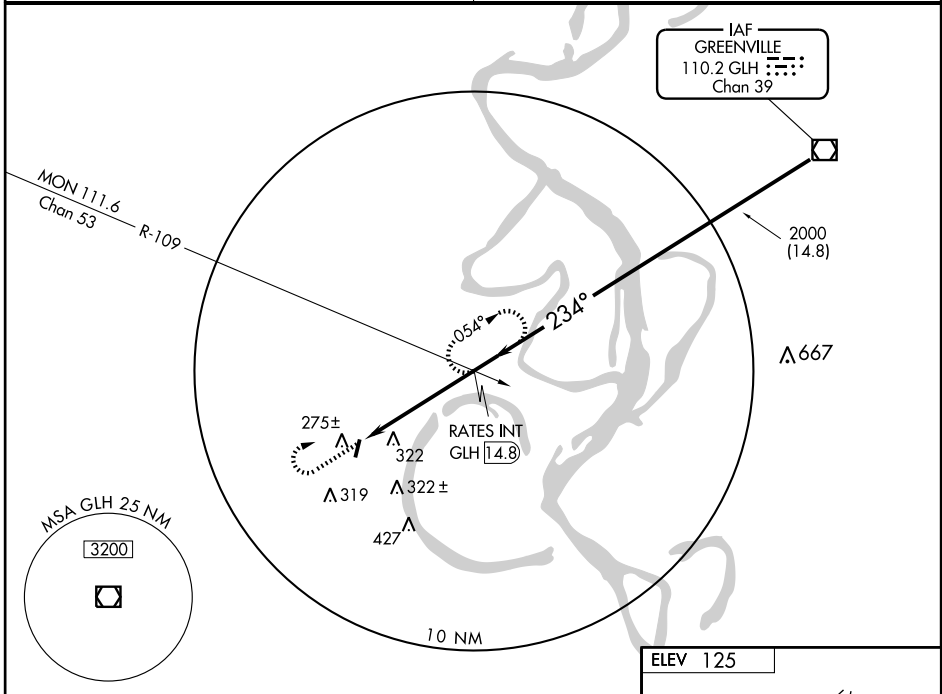 IAF
GREENVILLE
110.2 GLH
Chan 39
MON 111.6
Chan 53
R-109
2000
(14.8)
234°
054°
667
RATES INT
GLH 14.8
275±
322
319
322±
427
MSA GLH 25 NM
3200
10 NM
ELEV 125